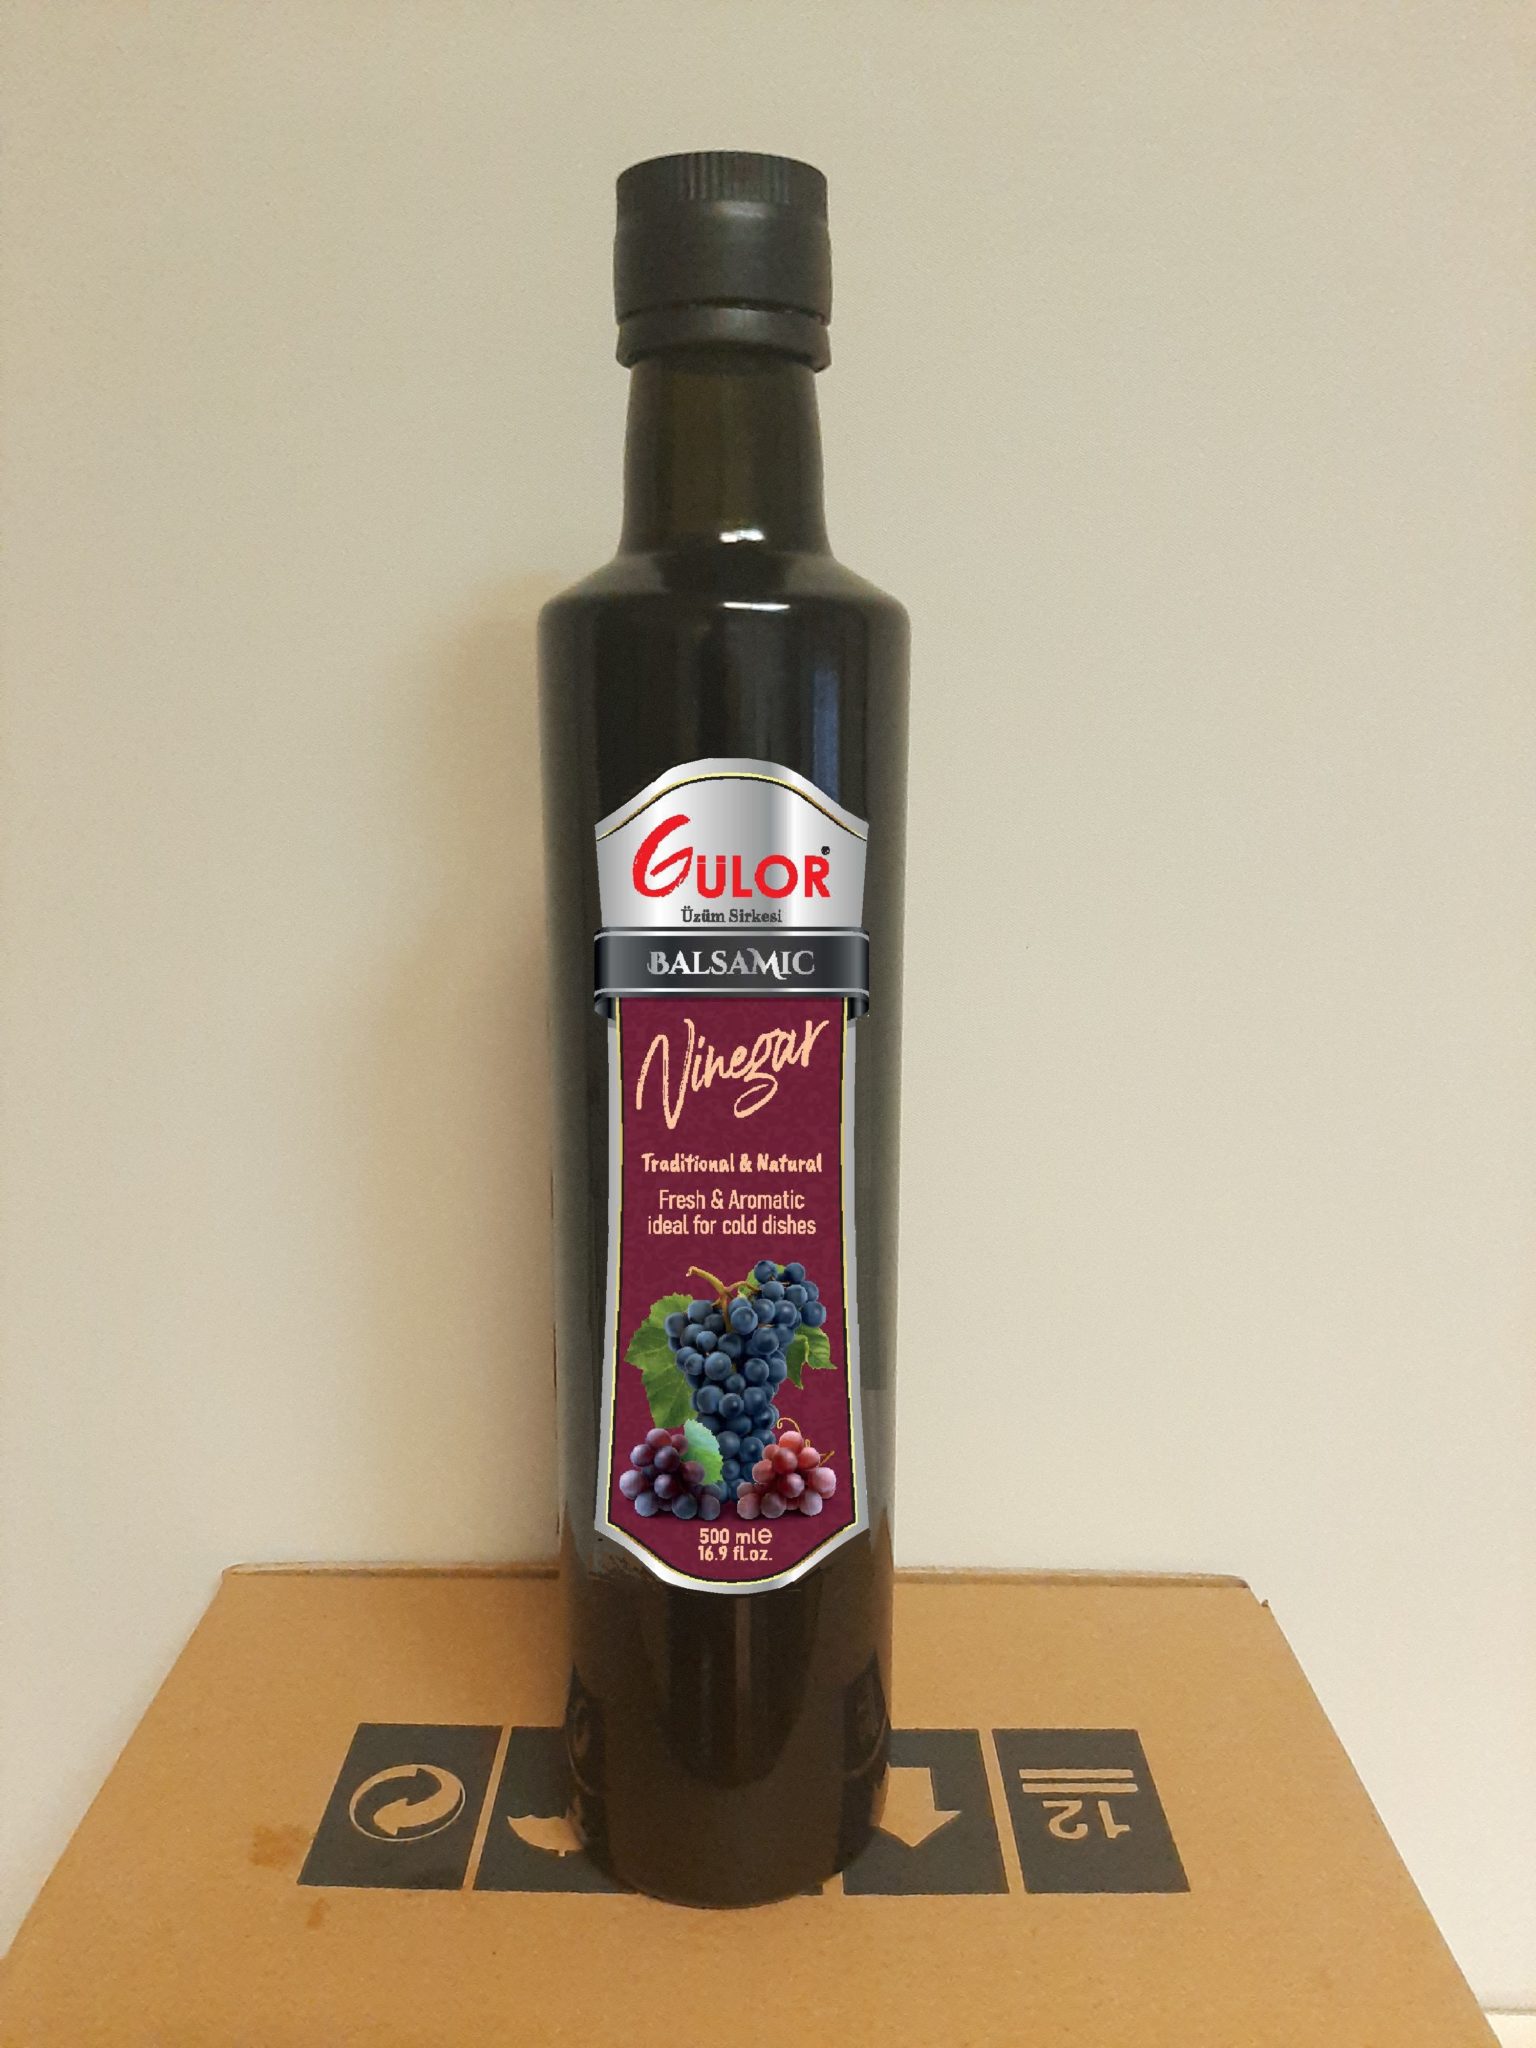 GÜLOR®
Üzüm Sirkesi
BALSAMIC
Vinegar
Traditional & Natural
Fresh & Aromatic
ideal for cold dishes
500 mle
16.9 fl.oz.
12